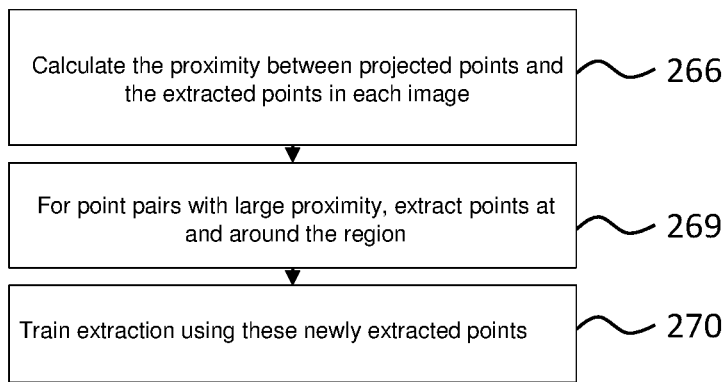 Calculate the proximity between projected points and
the extracted points in each image
266
For point pairs with large proximity, extract points at
and around the region
269
Train extraction using these newly extracted points
270